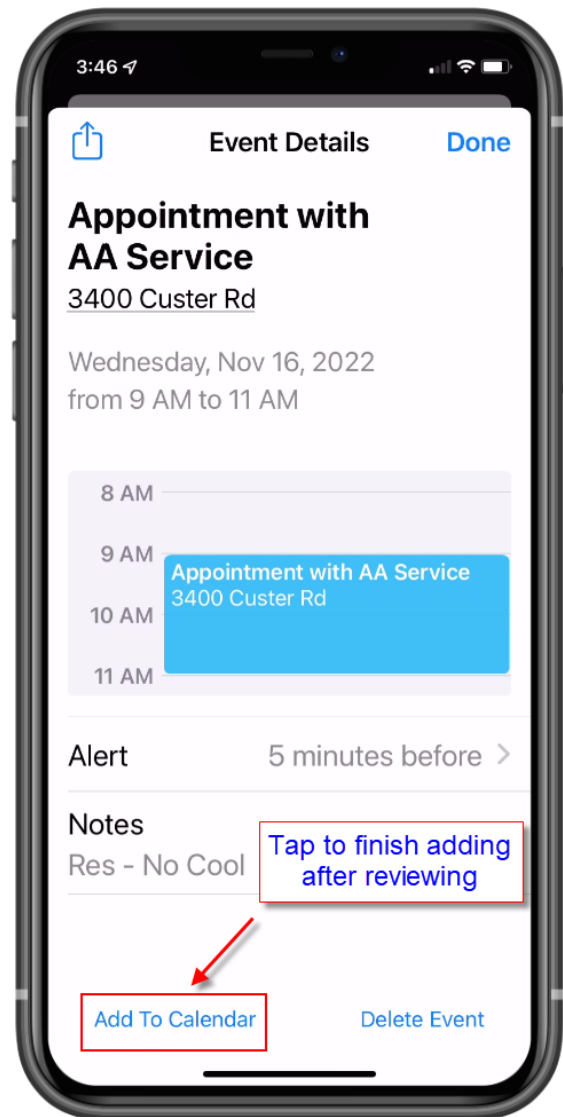 3:46
Event Details
Done
Appointment with
AA Service
3400 Custer Rd
Wednesday, Nov 16, 2022
from 9 AM to 11 AM
8 AM
9 AM
Appointment with AA Service
3400 Custer Rd
10 AM
11 AM
Alert
5 minutes before
Notes
Res - No Cool
Tap to finish adding
after reviewing
Add To Calendar
Delete Event